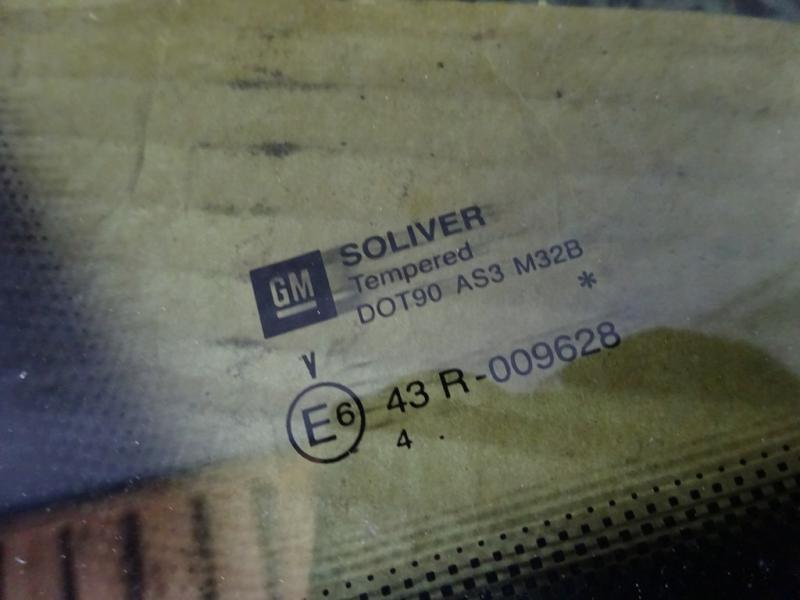 GM
SOLIVER
Tempered
DOT90 AS3 M32B
*
V
E6 43 R-009628
4 .